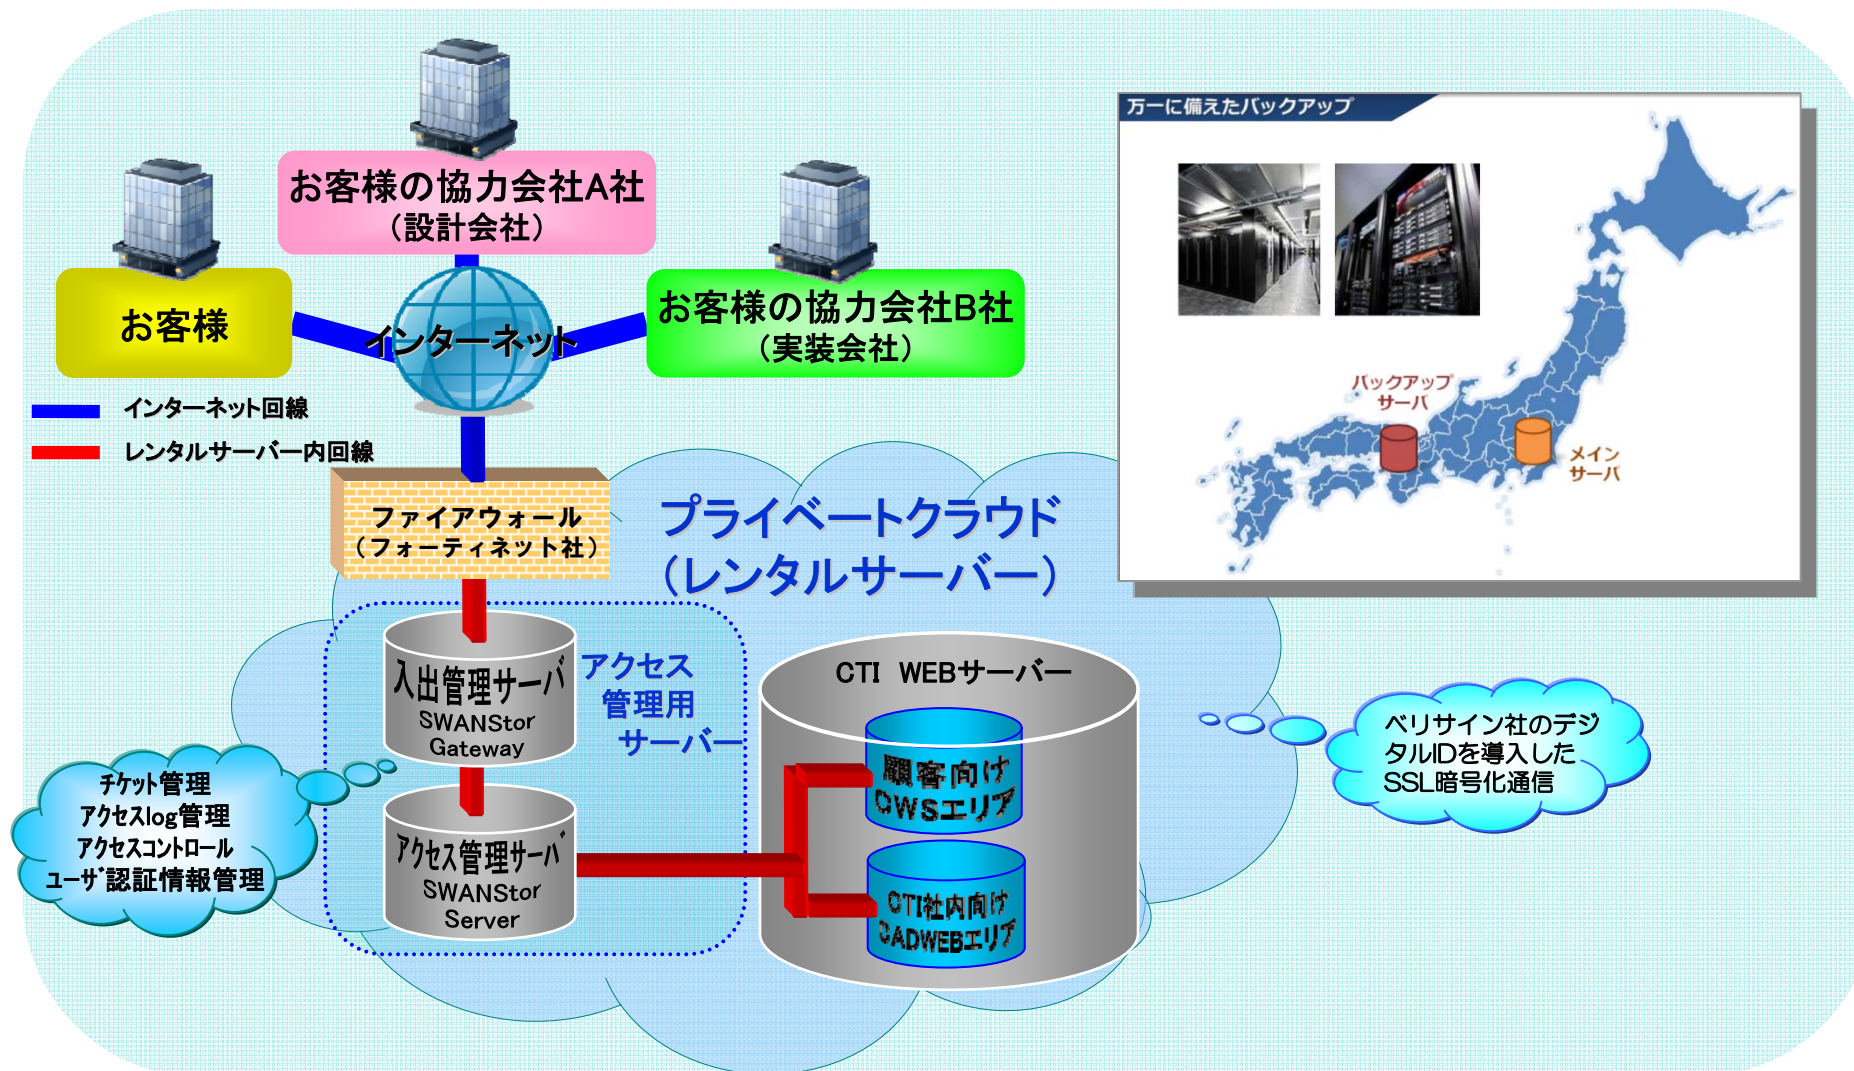 お客様の協力会社A社
（設計会社）
お客様
インターネット
お客様の協力会社B社
（実装会社）
インターネット回線
レンタルサーバー内回線
ファイアウォール
（フォーティネット社）
プライベートクラウド
（レンタルサーバー）
入出管理サーバ
SWANStor
Gateway
アクセス
管理用
サーバー
アクセス管理サーバ
SWANStor
Server
チケット管理
アクセスlog管理
アクセスコントロール
ユーザ認証情報管理
CTI WEBサーバー
顧客向け
CWSエリア
CTI社内向け
CADWEBエリア
ベリサイン社のデジ
タルIDを導入した
SSL暗号化通信
万一に備えたバックアップ
バックアップ
サーバ
メイン
サーバ